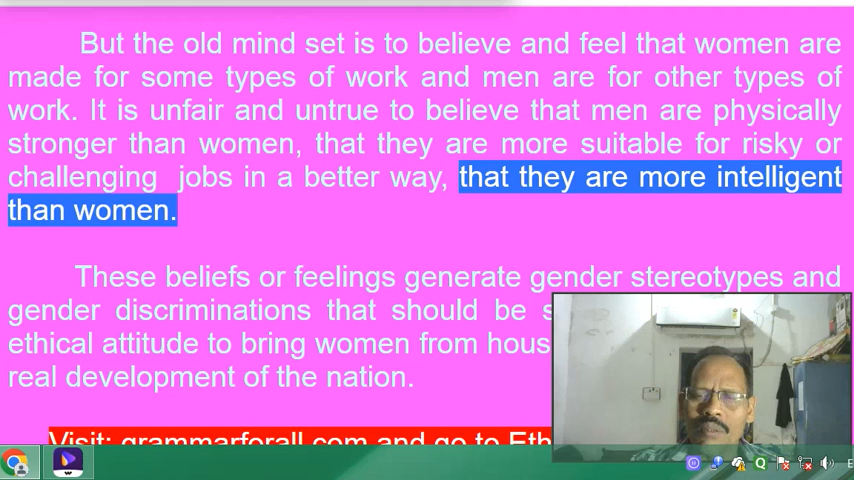 But the old mind set is to believe and feel that women are
made for some types of work and men are for other types of
work. It is unfair and untrue to believe that men are physically
stronger than women, that they are more suitable for risky or
challenging jobs in a better way, that they are more intelligent
than women.
These beliefs or feelings generate gender stereotypes and
gender discriminations that should be
ethical attitude to bring women from
real development of the nation.
Visit: grammarforall.com and go to